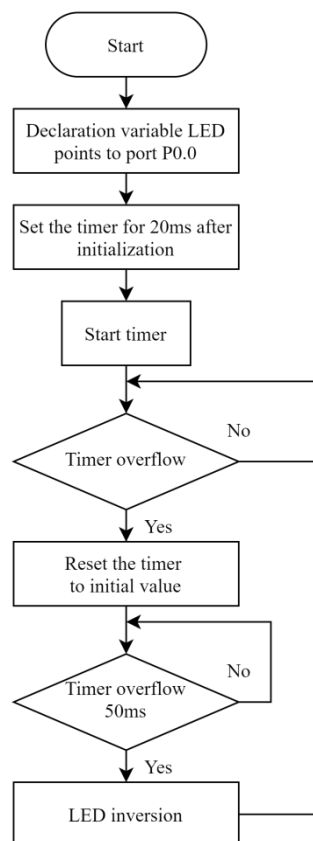 Start
Declaration variable LED
points to port P0.0
Set the timer for 20ms after
initialization
Start timer
No
Timer overflow
Yes
Reset the timer
to initial value
No
Timer overflow
50ms
Yes
LED inversion